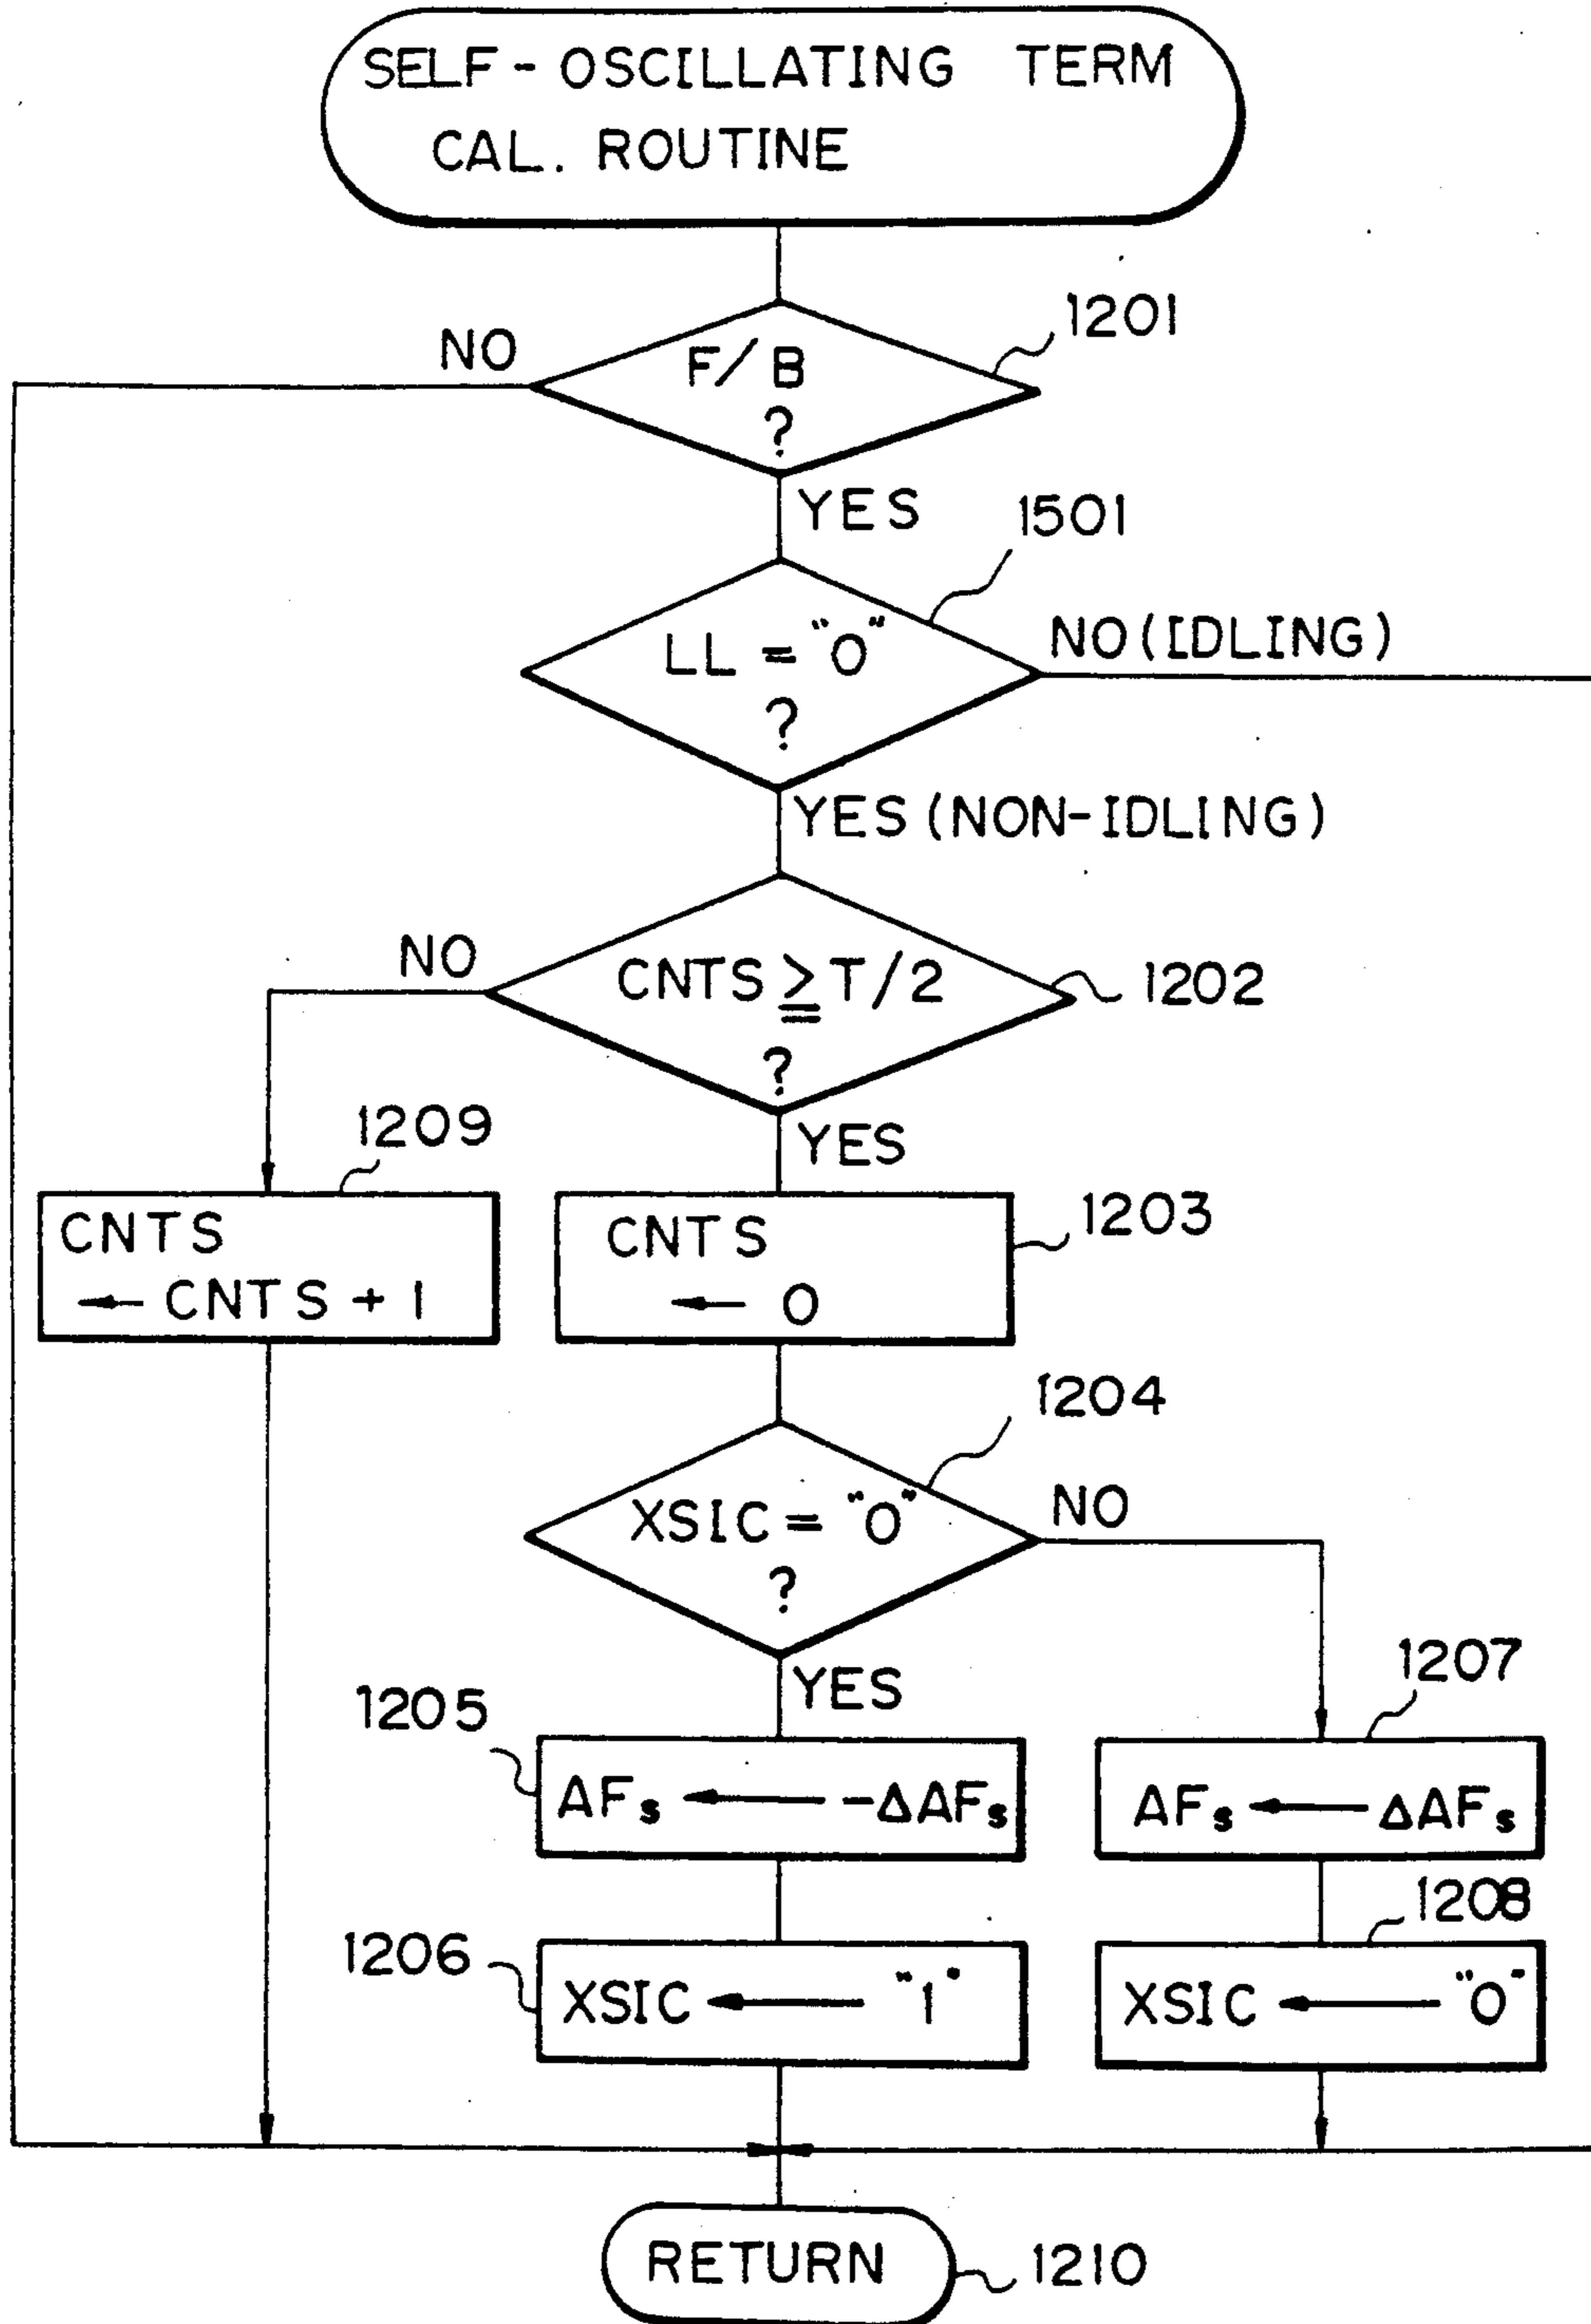 SELF-OSCILLATING TERM
CAL. ROUTINE
1201
NO
F/B
?
YES
1501
LL = "0"
?
NO (IDLING)
YES (NON-IDLING)
NO
CNTS ≧ T/2
?
1202
YES
1209
CNTS
← CNTS + 1
1203
CNTS
← 0
1204
XSIC = "0"
?
NO
YES
1205
AFs ← -ΔAFs
1207
AFs ← ΔAFs
1206
XSIC ← "1"
1208
XSIC ← "0"
RETURN
1210